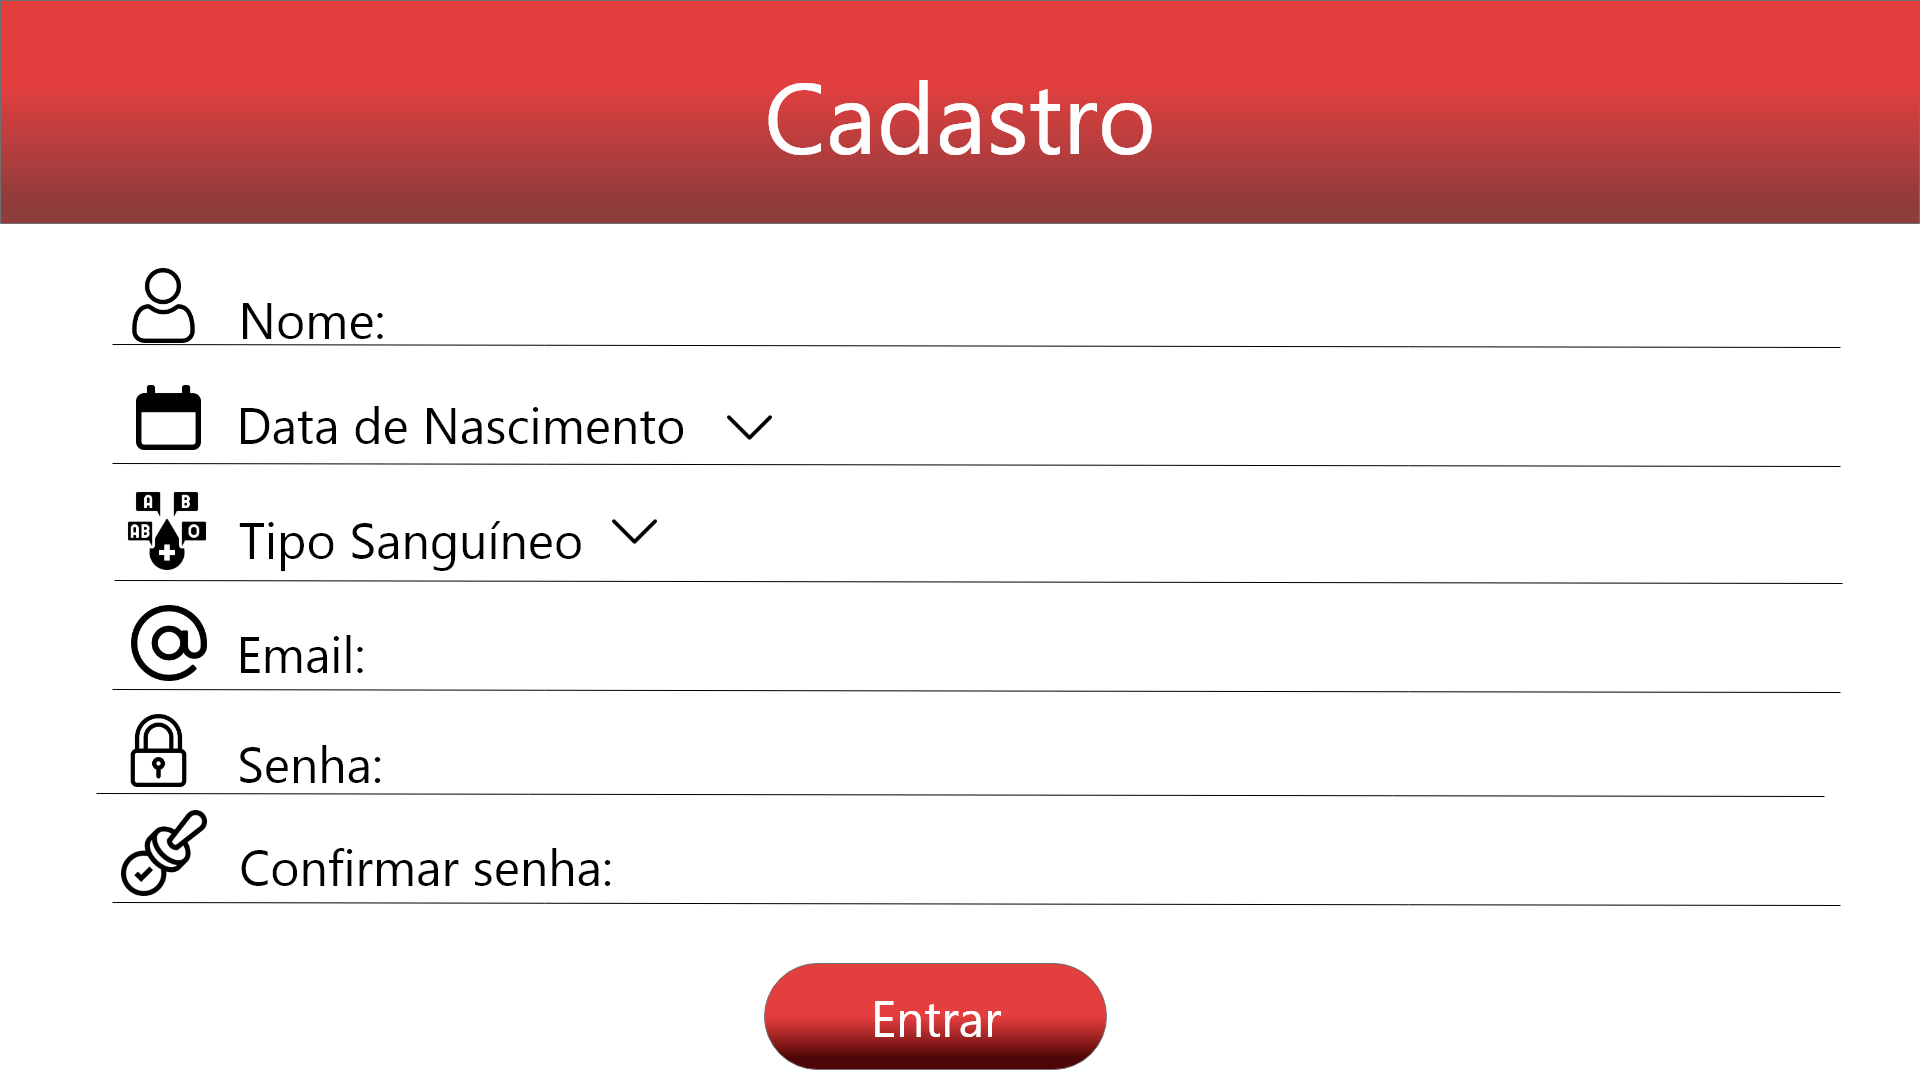 Cadastro
Nome:
Data de Nascimento
A B
AB O
Tipo Sanguíneo
Email:
Senha:
Confirmar senha:
Entrar